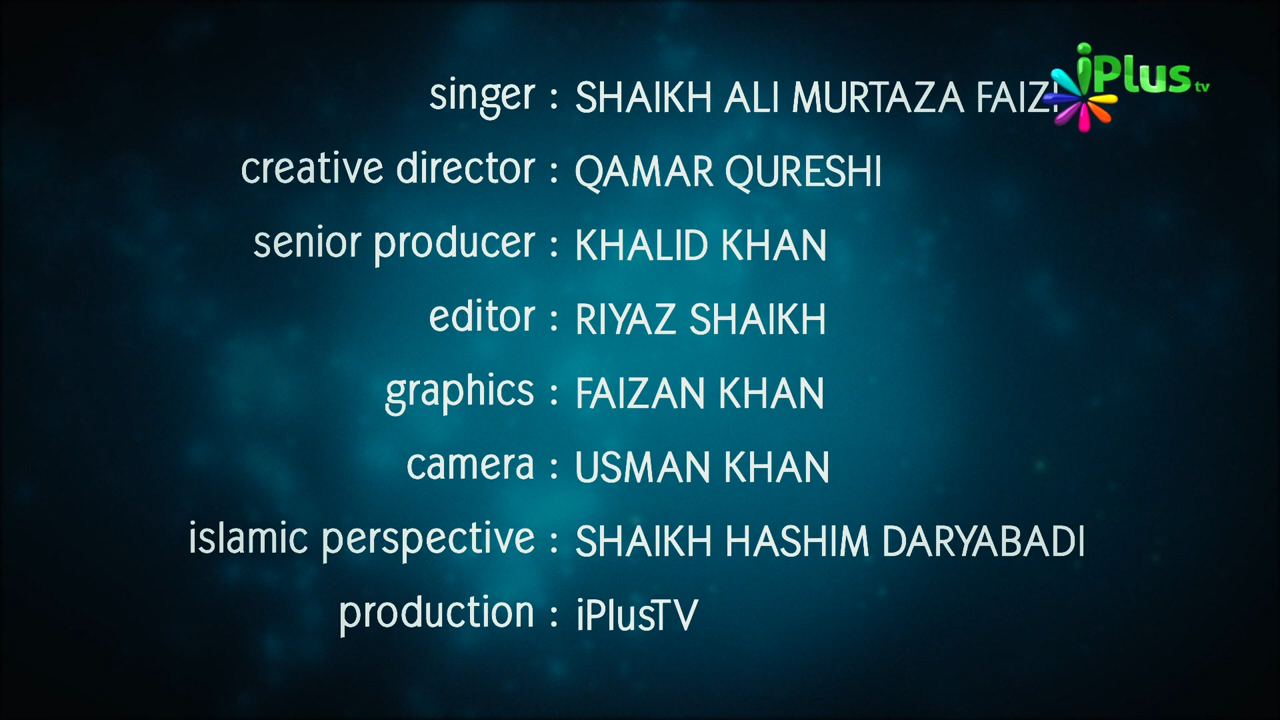 singer : SHAIKH ALI MURTAZA FAIZI
iPlus tv
creative director : QAMAR QURESHI
senior producer : KHALID KHAN
editor : RIYAZ SHAIKH
graphics : FAIZAN KHAN
camera : USMAN KHAN
islamic perspective : SHAIKH HASHIM DARYABADI
production : iPlusTV